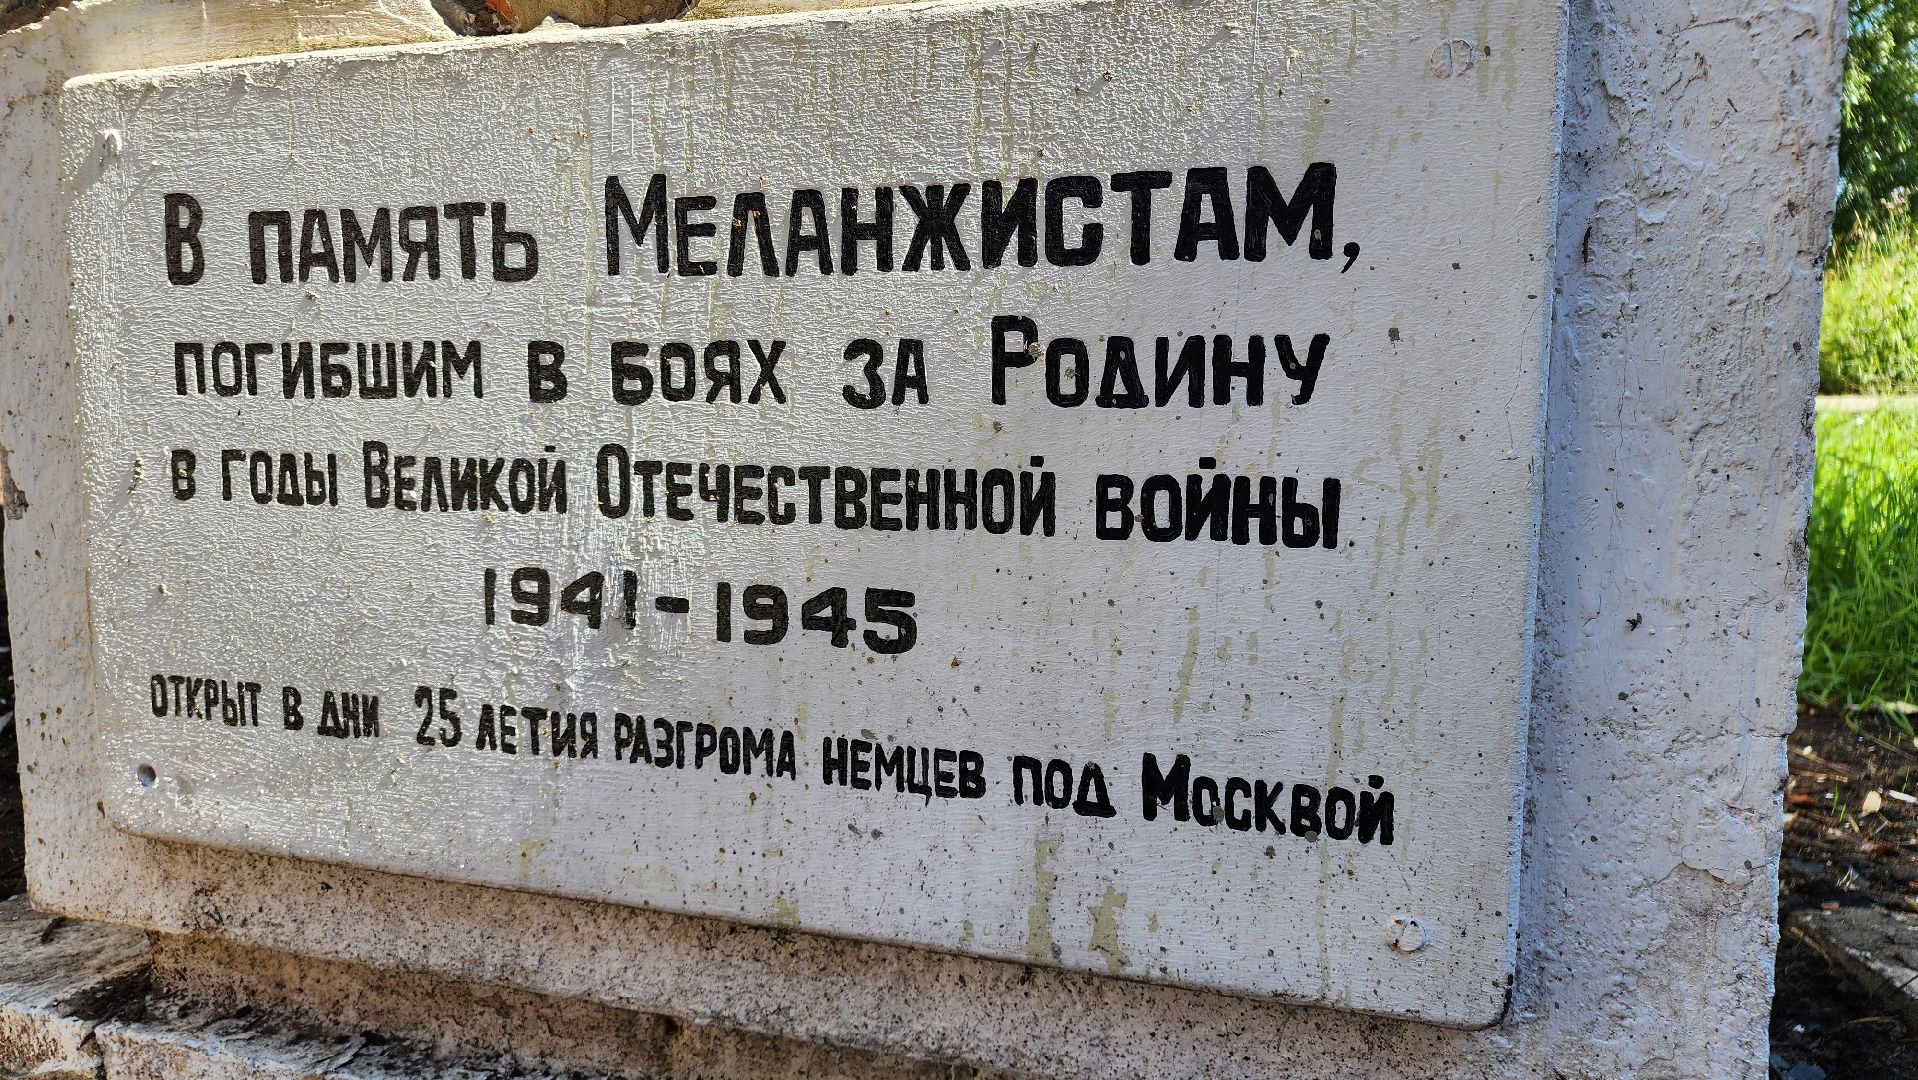 В память Меланжистам,
погибшим в боях за Родину
в годы Великой Отечественной войны
1941-1945
открыт в дни 25 летия разгрома немцев под Москвой